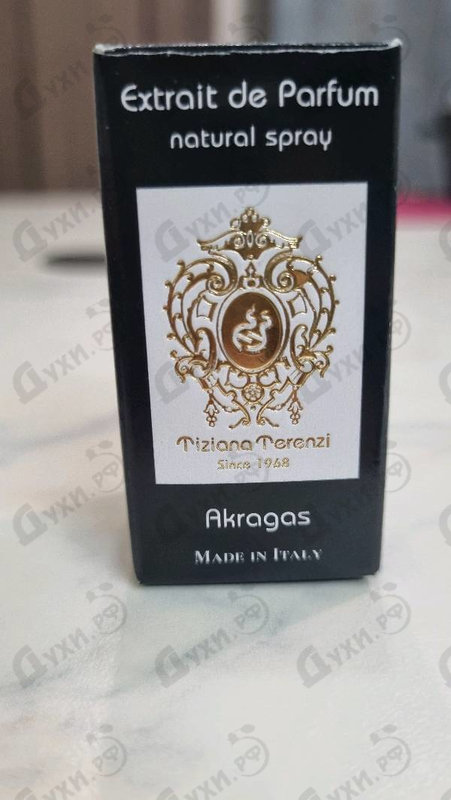 Extrait de Parfum
natural spray
Tiziana Terenzi
Since 1968
Akragas
MADE IN ITALY
Духи.РФ